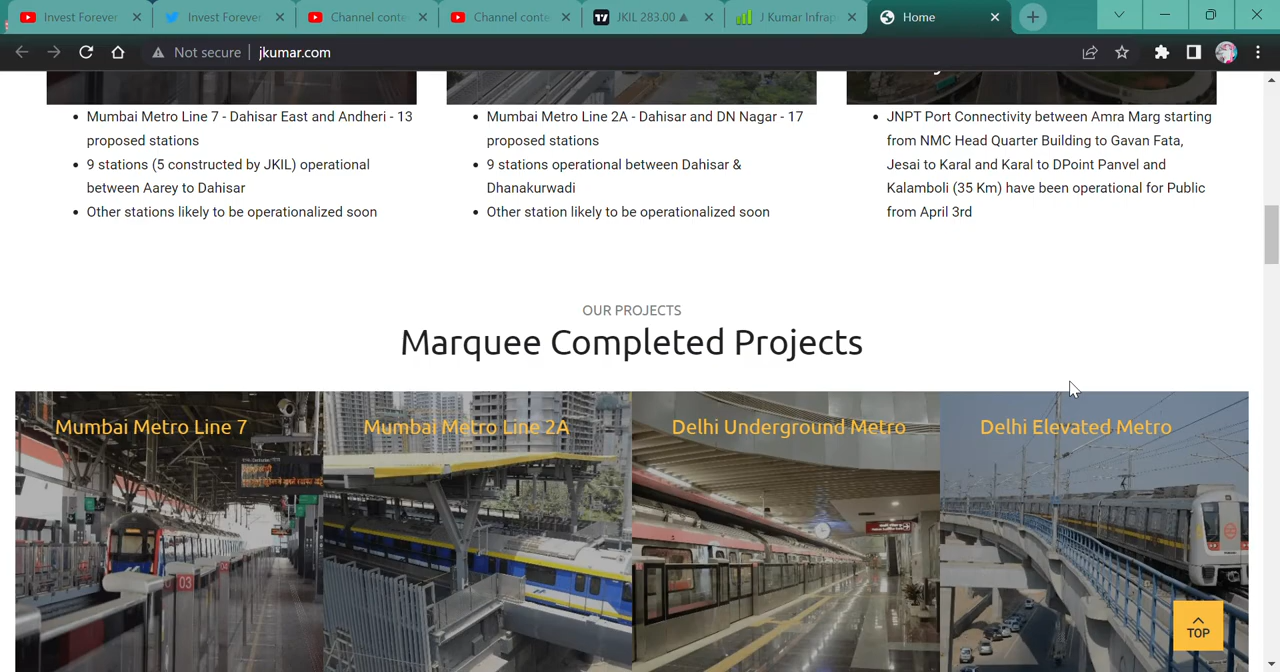 Invest Forever
Invest Forever
Channel conte
Channel conte
JKIL 283.00 ▲
J Kumar Infrap
Home
Not secure
jkumar.com
Mumbai Metro Line 7 - Dahisar East and Andheri - 13
proposed stations
9 stations (5 constructed by JKIL) operational
between Aarey to Dahisar
Other stations likely to be operationalized soon
Mumbai Metro Line 2A - Dahisar and DN Nagar - 17
proposed stations
9 stations operational between Dahisar &
Dhanakurwadi
Other station likely to be operationalized soon
JNPT Port Connectivity between Amra Marg starting
from NMC Head Quarter Building to Gavan Fata,
Jesai to Karal and Karal to DPoint Panvel and
Kalamboli (35 Km) have been operational for Public
from April 3rd
OUR PROJECTS
Marquee Completed Projects
Mumbai Metro Line 7
Mumbai Metro Line 2A
Delhi Underground Metro
Delhi Elevated Metro
03
TOP